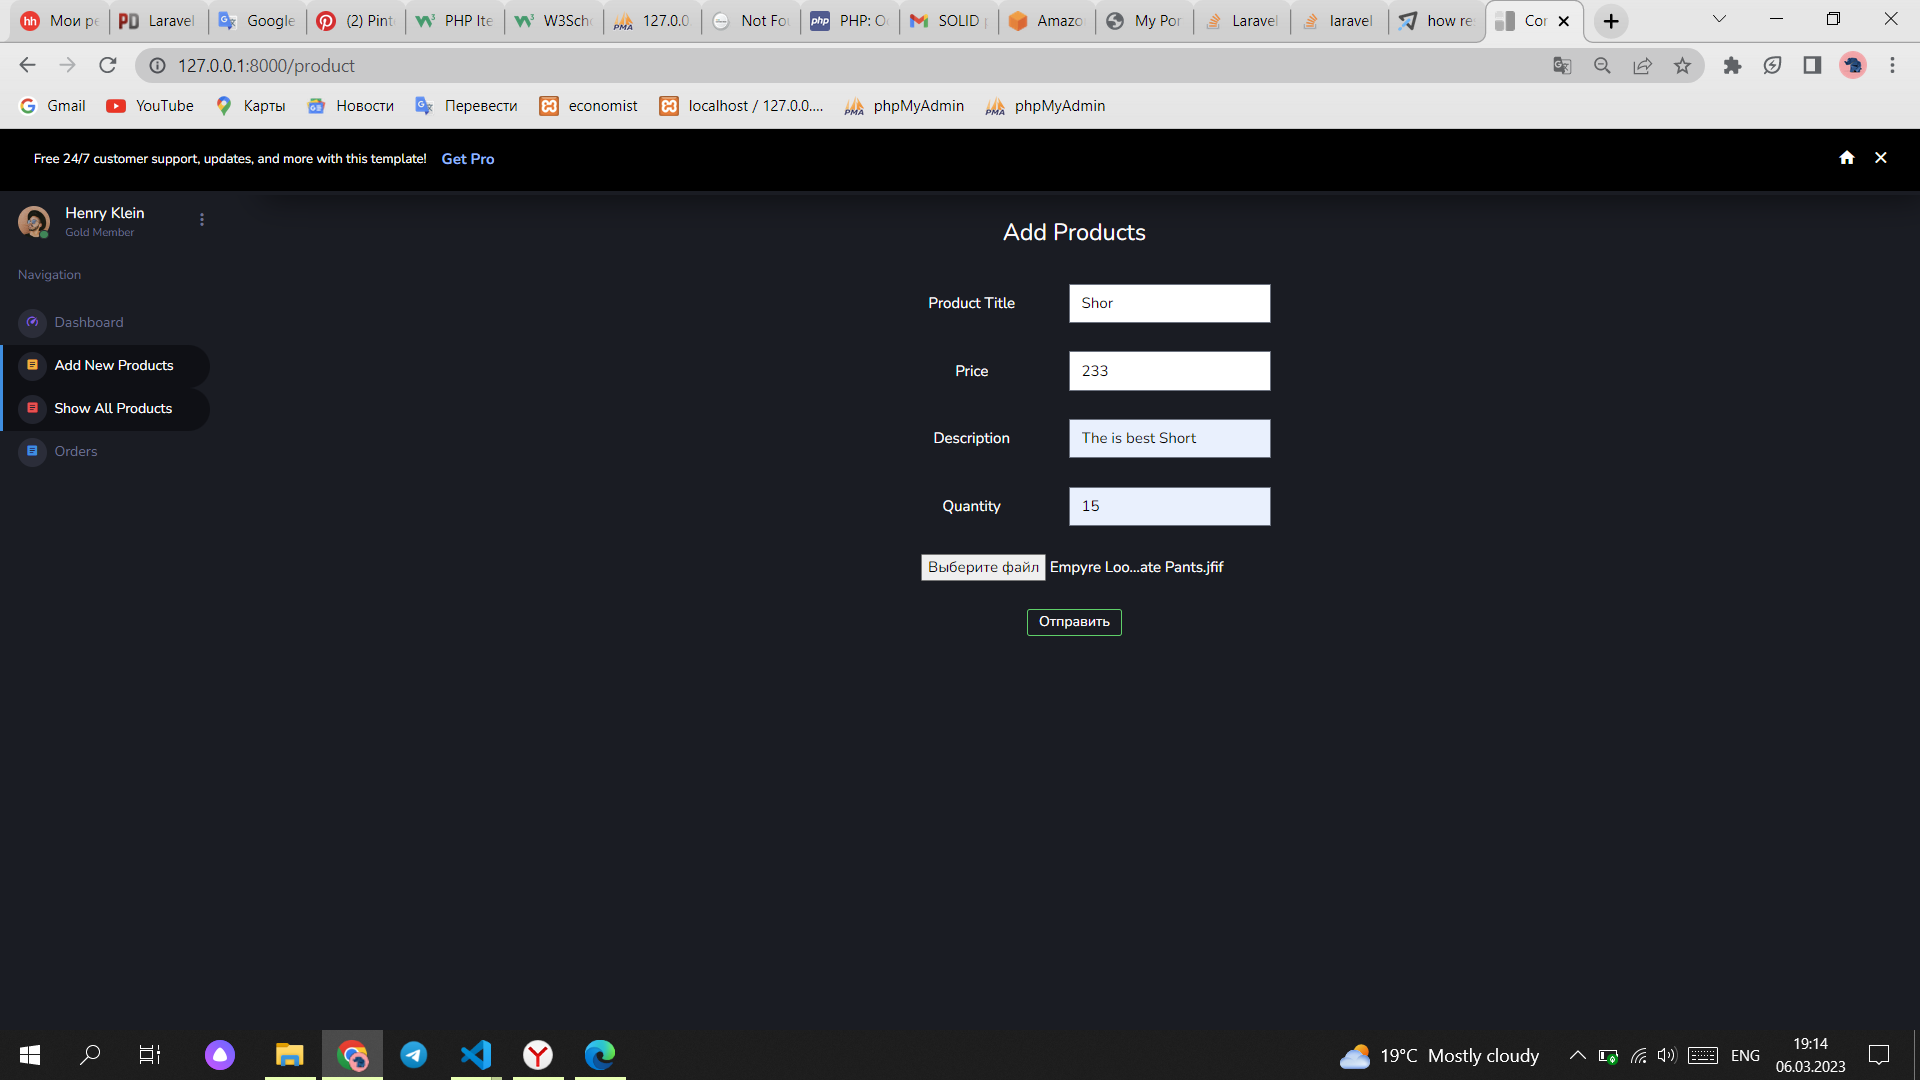 Мои ре
Laravel
Google
(2) Pint
PHP Ite
W3Sch
127.0.0
Not Fou
PHP: O
SOLID p
Amazo
My Por
Laravel
laravel
how re
Cor
127.0.0.1:8000/product
Gmail
YouTube
Карты
Новости
Перевести
economist
localhost / 127.0.0....
phpMyAdmin
phpMyAdmin
Free 24/7 customer support, updates, and more with this template! Get Pro
Henry Klein
Gold Member
Navigation
Dashboard
Add New Products
Show All Products
Orders
Add Products
Product Title
Shor
Price
233
Description
The is best Short
Quantity
15
Выберите файл Empyre Loo...ate Pants.jfif
Отправить
19°C Mostly cloudy
ENG
19:14
06.03.2023